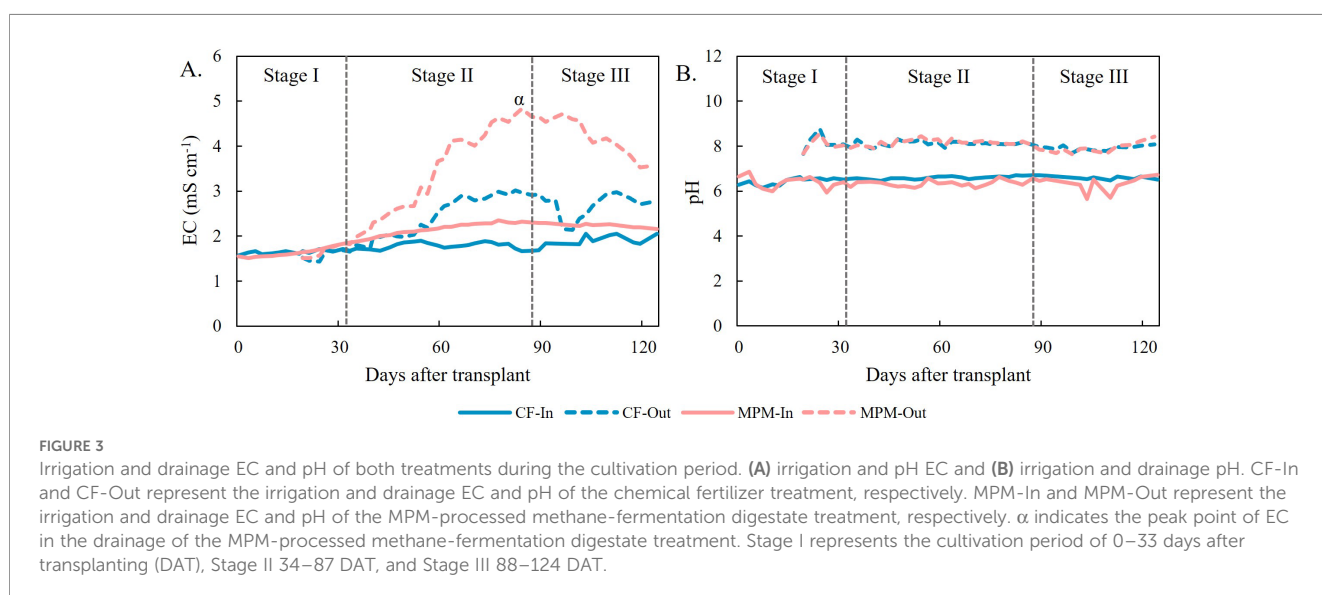 A.
Stage I
Stage II
Stage III
α
EC (mS cm⁻¹)
6
5
4
3
2
1
0
0
30
60
90
120
Days after transplant
B.
Stage I
Stage II
Stage III
pH
12
10
8
6
4
2
0
0
30
60
90
120
Days after transplant
CF-In
CF-Out
MPM-In
MPM-Out
FIGURE 3
Irrigation and drainage EC and pH of both treatments during the cultivation period. (A) irrigation and pH EC and (B) irrigation and drainage pH. CF-In
and CF-Out represent the irrigation and drainage EC and pH of the chemical fertilizer treatment, respectively. MPM-In and MPM-Out represent the
irrigation and drainage EC and pH of the MPM-processed methane-fermentation digestate treatment, respectively. α indicates the peak point of EC
in the drainage of the MPM-processed methane-fermentation digestate treatment. Stage I represents the cultivation period of 0–33 days after
transplanting (DAT), Stage II 34–87 DAT, and Stage III 88–124 DAT.